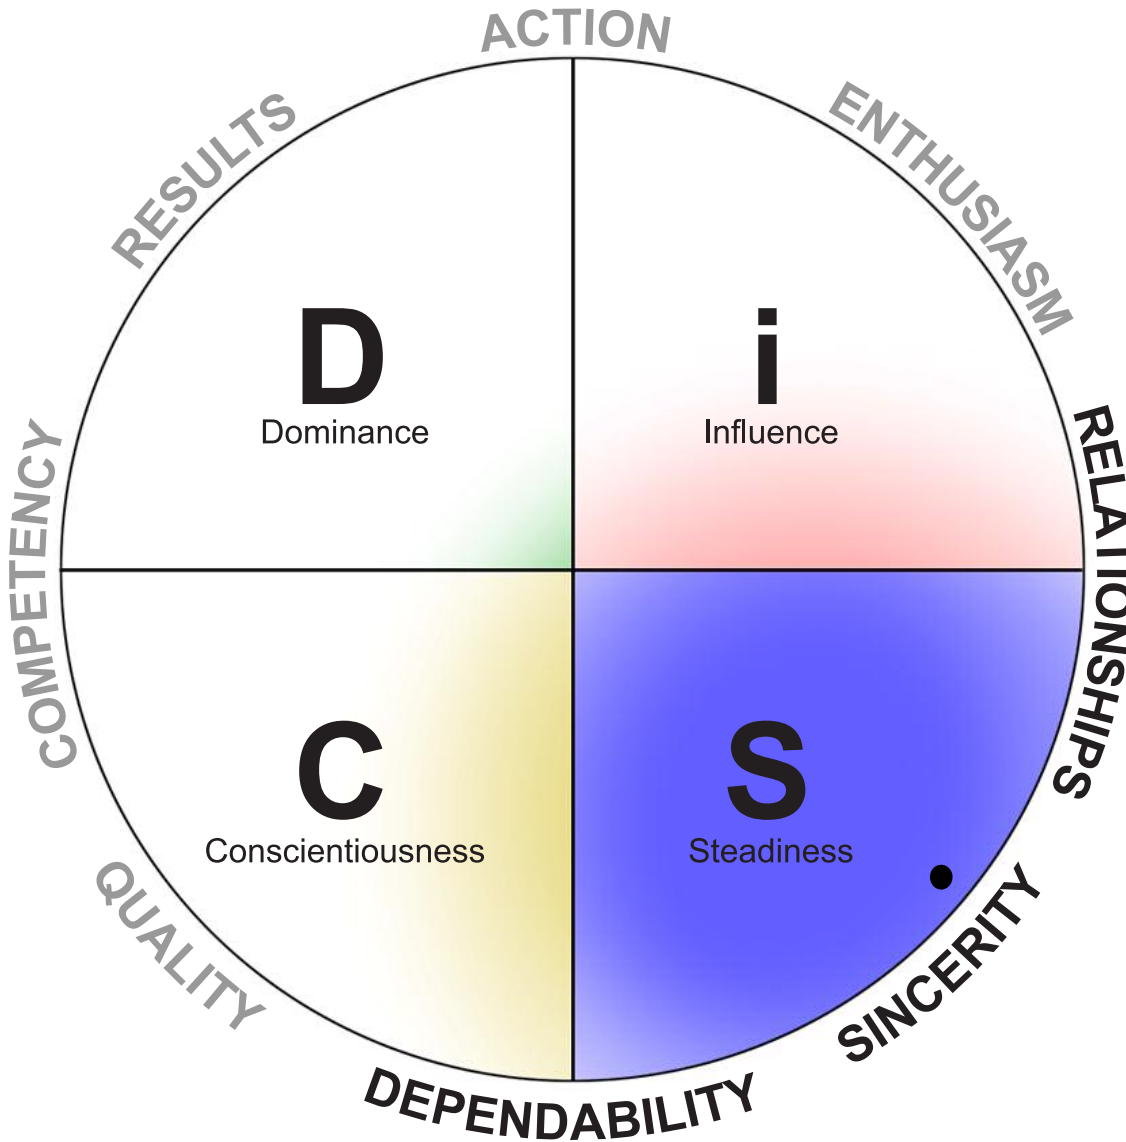 ACTION
RESULTS
ENTHUSIASM
D
Dominance
i
Influence
RELATIONSHIPS
COMPETENCY
C
Conscientiousness
S
Steadiness
QUALITY
SINCERITY
DEPENDABILITY